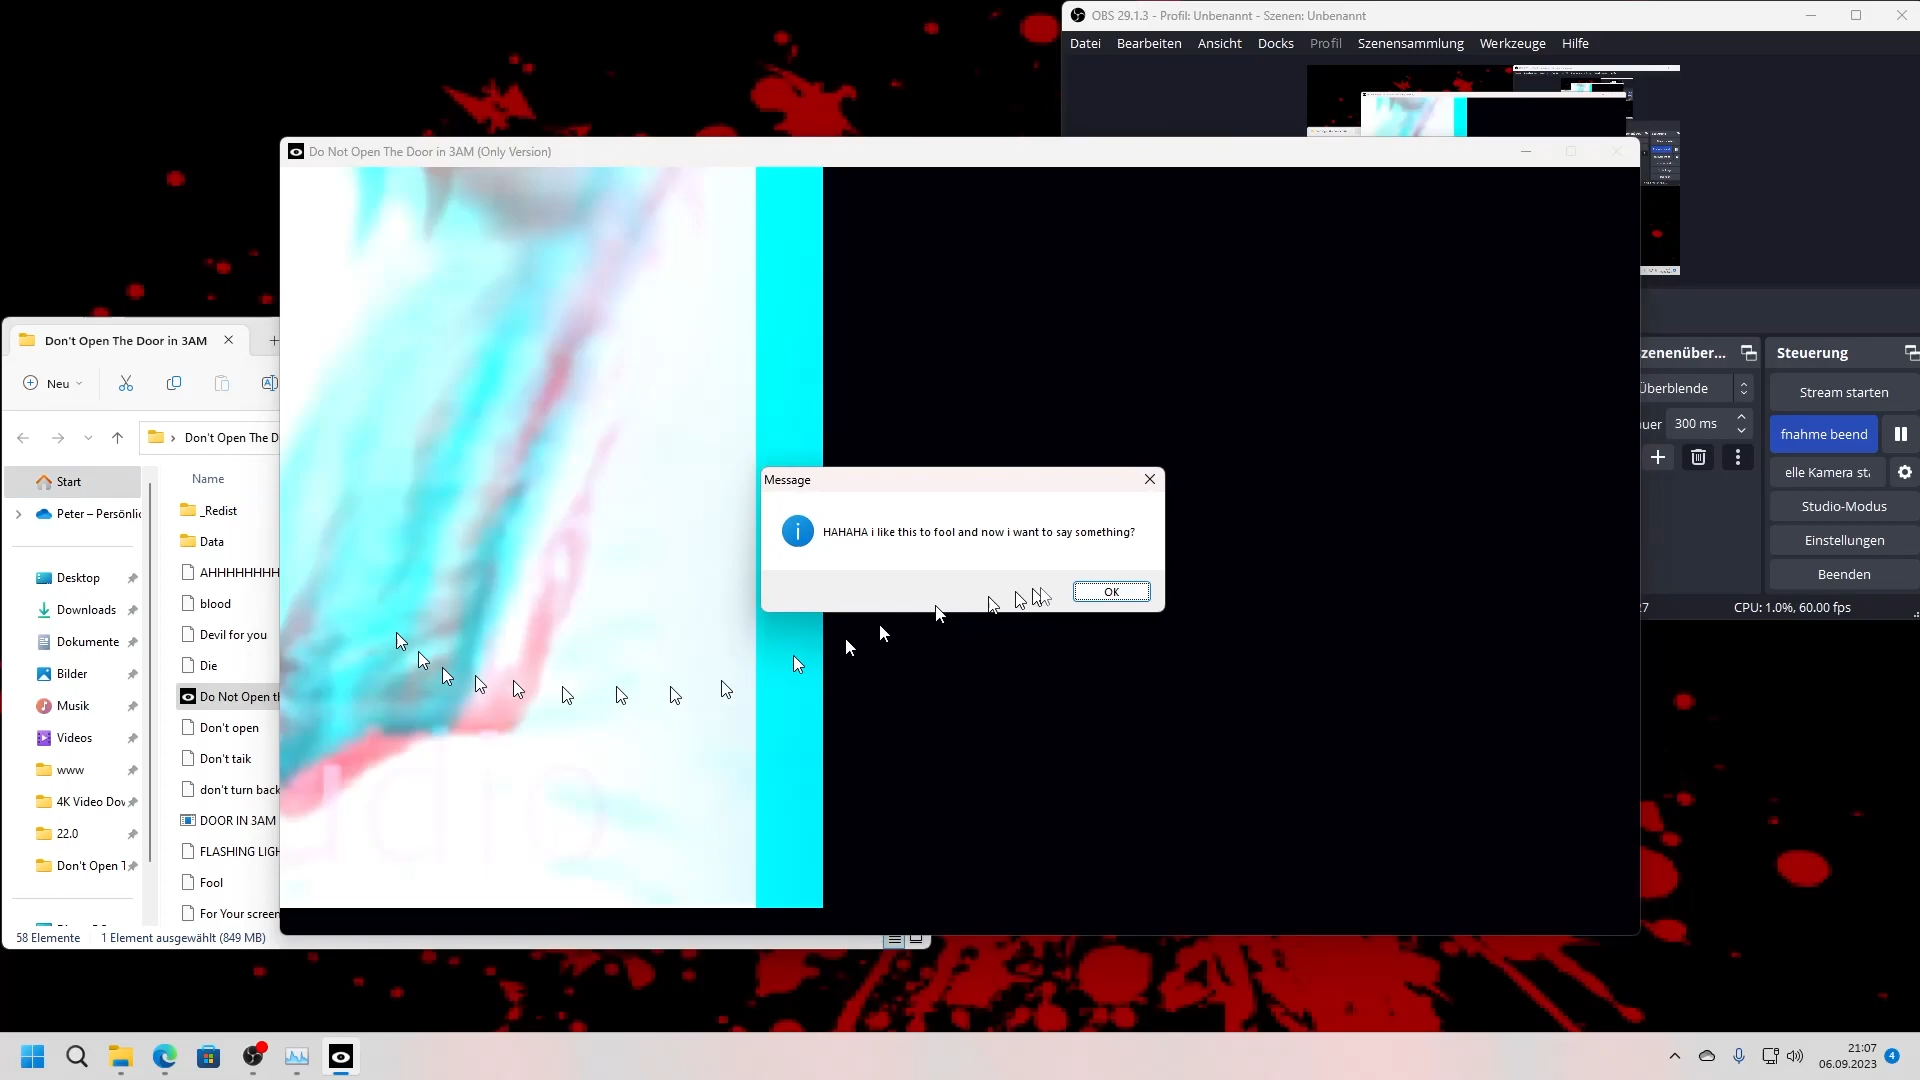 OBS 29.1.3 - Profil: Unbenannt - Szenen: Unbenannt
Datei Bearbeiten Ansicht Docks Profil Szenensammlung Werkzeuge Hilfe
Do Not Open The Door in 3AM (Only Version)
Don't Open The Door in 3AM
Neu
Don't Open The D
Start
Peter – Persönlic
Desktop
Downloads
Dokumente
Bilder
Musik
Videos
www
4K Video Dov
22.0
Don't Open T
Name
_Redist
Data
AHHHHHHHH
blood
Devil for you
Die
Do Not Open th
Don't open
Don't taik
don't turn back
DOOR IN 3AM
FLASHING LIGH
Fool
For Your screen
58 Elemente 1 Element ausgewählt (849 MB)
Message
HAHAHA i like this to fool and now i want to say something?
OK
zenenüber...
Überblende
auer 300 ms
Steuerung
Stream starten
fnahme beend
elle Kamera sta
Studio-Modus
Einstellungen
Beenden
27 CPU: 1.0%, 60.00 fps
21:07
06.09.2023
4